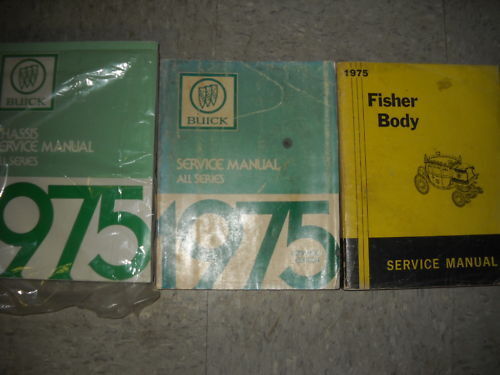 BUICK
CHASSIS
SERVICE MANUAL
ALL SERIES
1975
BUICK
SERVICE MANUAL
ALL SERIES
1975
1975
Fisher
Body
SERVICE MANUAL